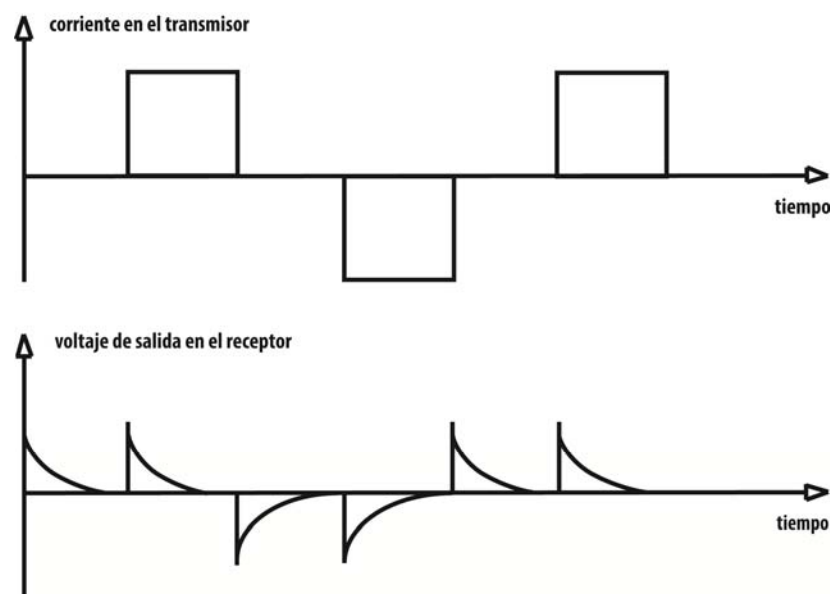 corriente en el transmisor
tiempo
voltaje de salida en el receptor
tiempo